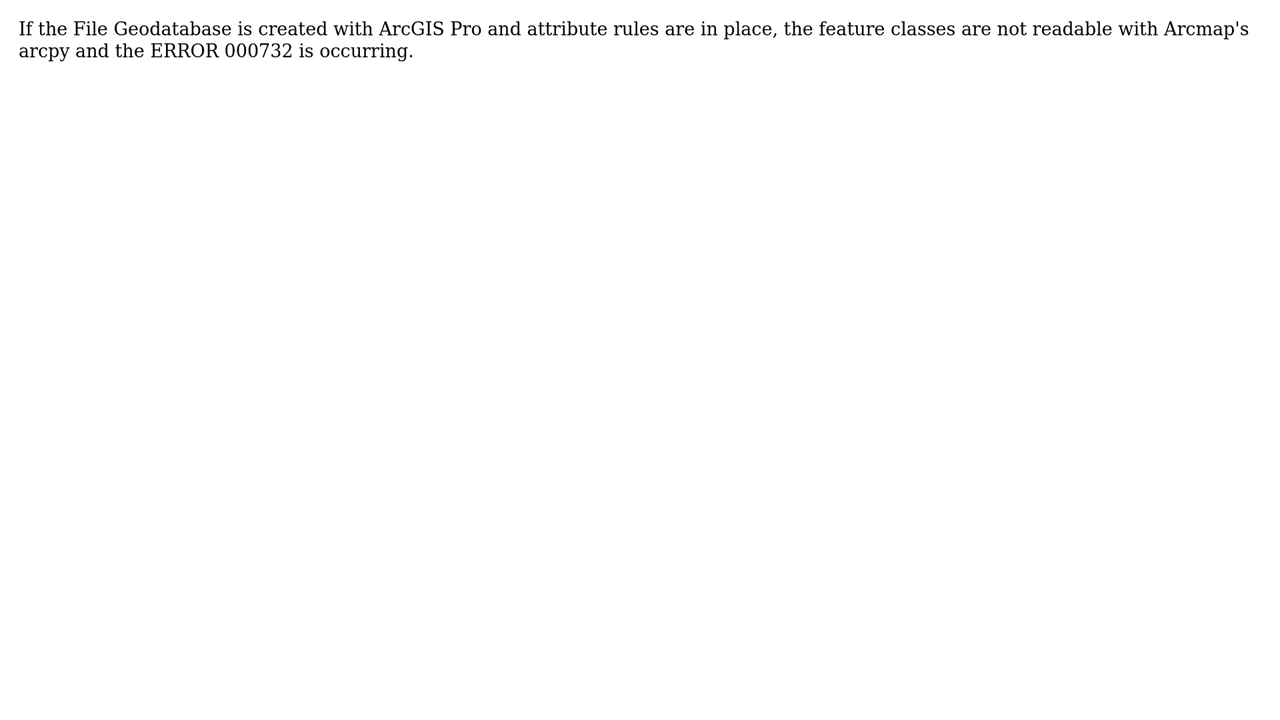 If the File Geodatabase is created with ArcGIS Pro and attribute rules are in place, the feature classes are not readable with Arcmap's
arcpy and the ERROR 000732 is occurring.